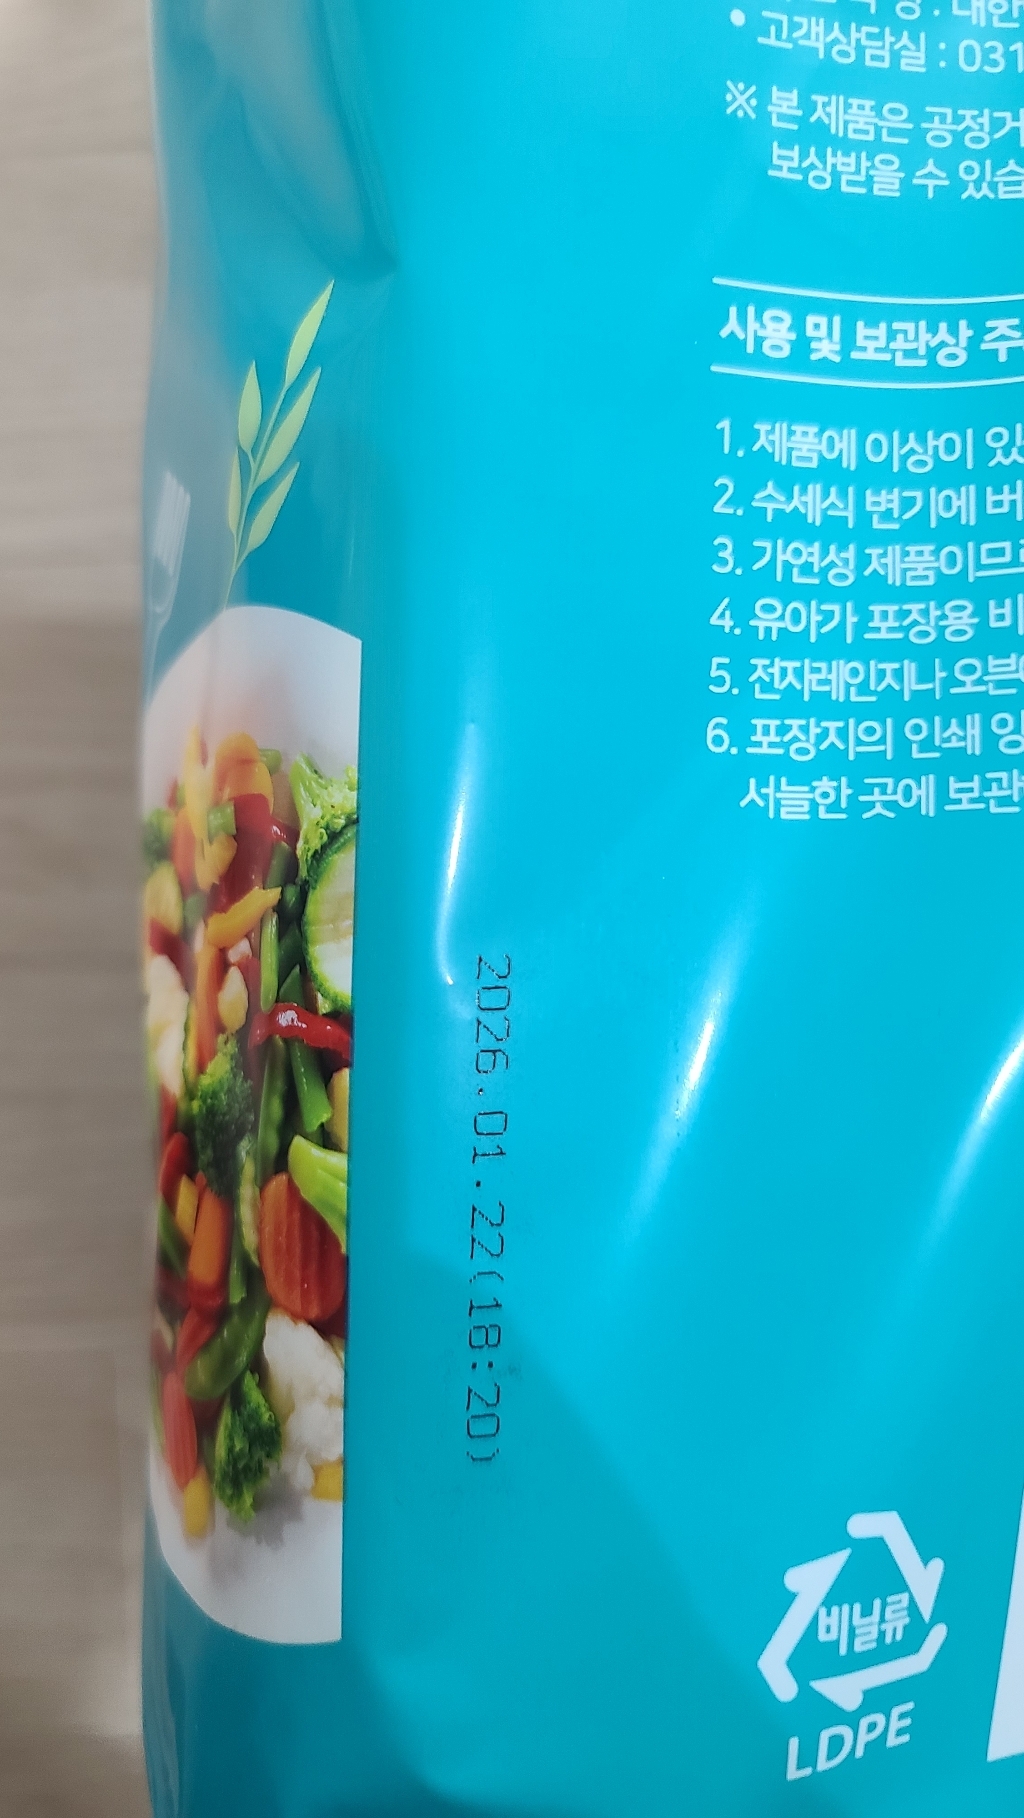 대한
• 고객상담실 : 031
※ 본 제품은 공정거
보상받을 수 있습
사용 및 보관상 주
1. 제품에 이상이 있
2. 수세식 변기에 버
3. 가연성 제품이므로
4. 유아가 포장용 비
5. 전자레인지나 오븐에
6. 포장지의 인쇄 잉
서늘한 곳에 보관
2026.01.22(18:20)
비닐류
LDPE